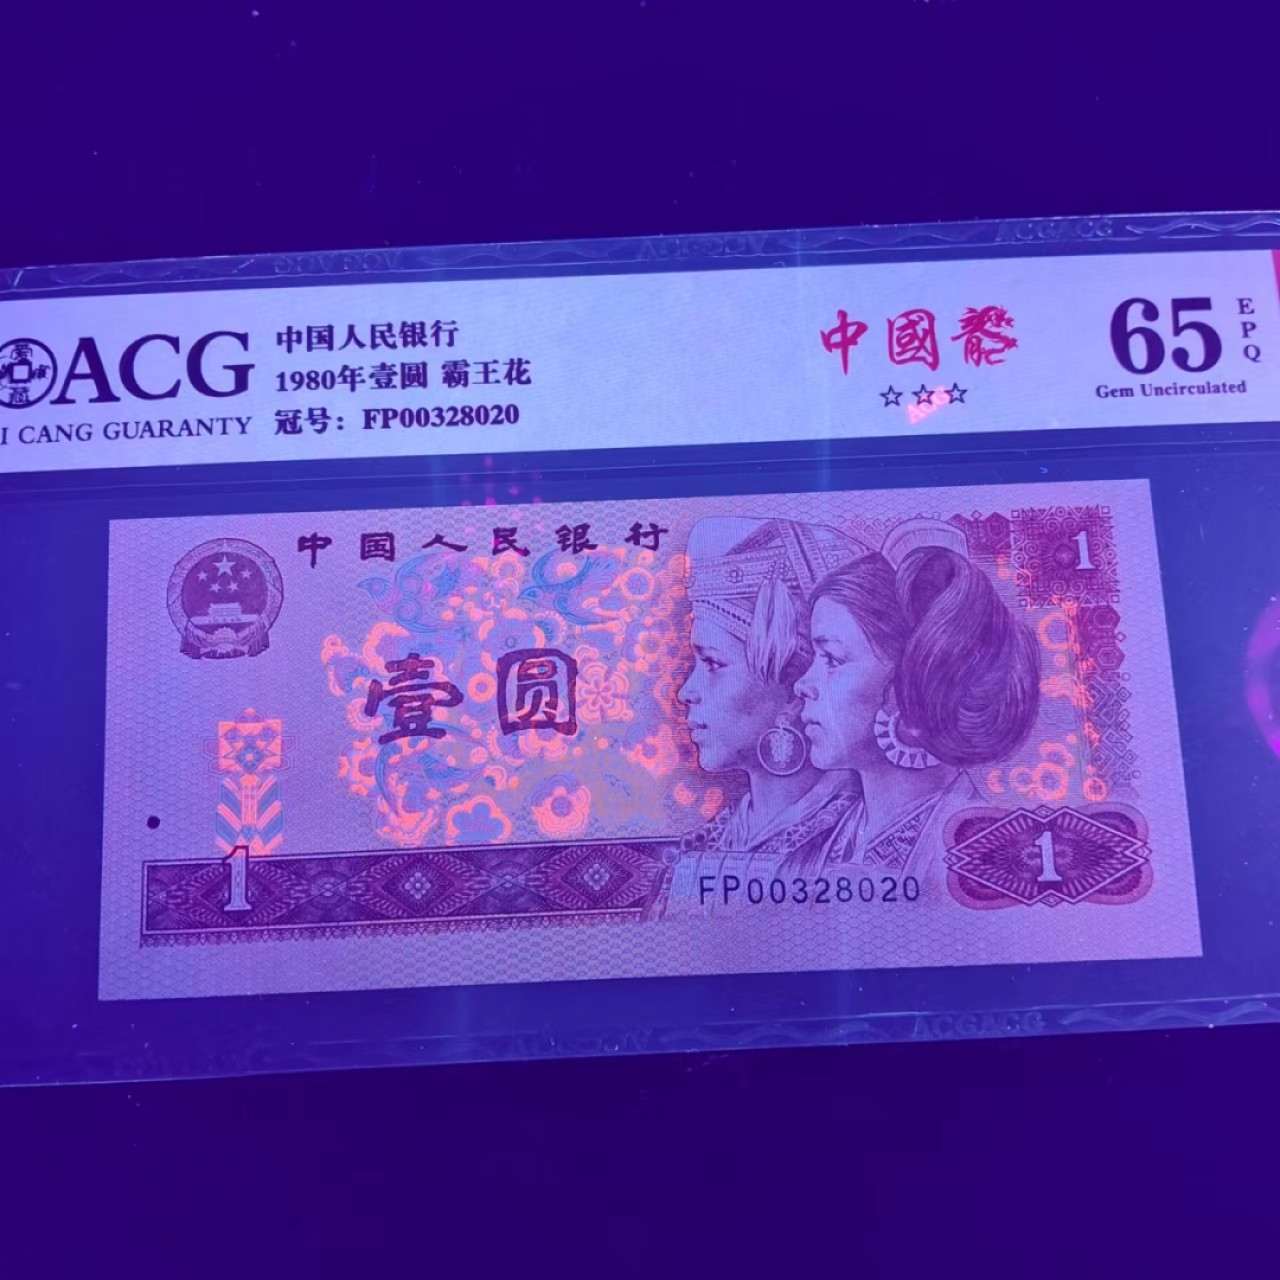 ACG
I CANG GUARANTY
中国人民银行
1980年壹圆 霸王花
冠号：FP00328020
中國龍
☆☆☆
65
EPQ
Gem Uncirculated
中国人民银行
1
壹圆
1
FP00328020
1
ACGACG
ACGACG